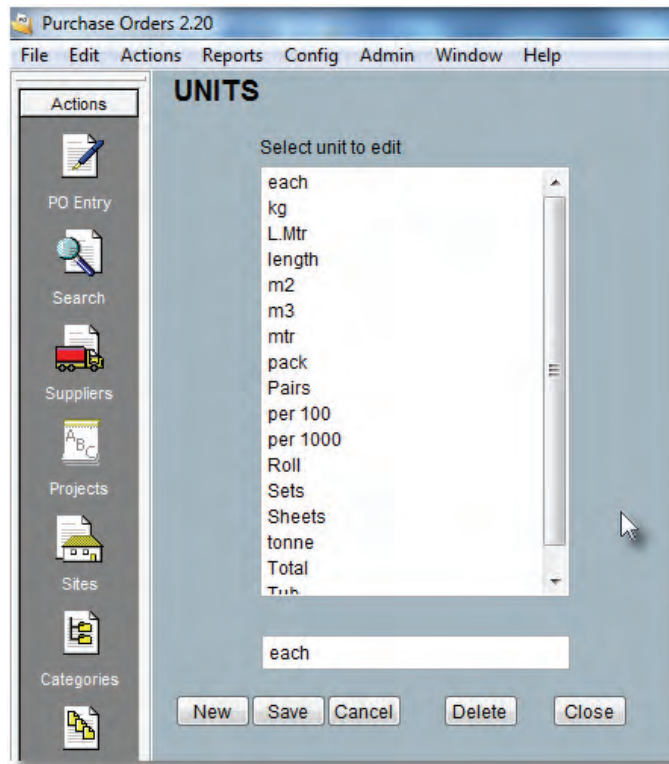 Purchase Orders 2.20
File Edit Actions Reports Config Admin Window Help
Actions
PO Entry
Search
Suppliers
ABC
Projects
Sites
Categories
UNITS
Select unit to edit
each
kg
L.Mtr
length
m2
m3
mtr
pack
Pairs
per 100
per 1000
Roll
Sets
Sheets
tonne
Total
Tub
each
New Save Cancel Delete Close